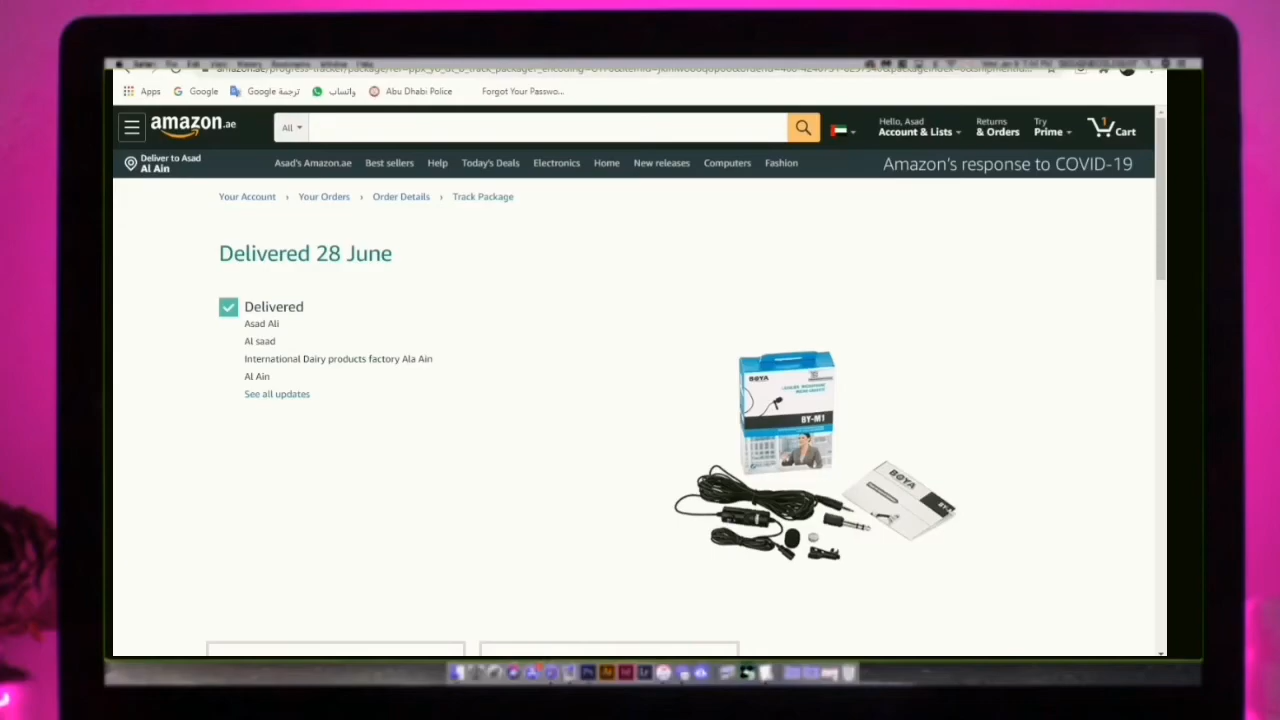 Apps
Google
ترجمة Google
واتساب
Abu Dhabi Police
Forgot Your Passwo...
amazon.ae
All
Hello, Asad
Account & Lists
Returns
& Orders
Try
Prime
1
Cart
Deliver to Asad
Al Ain
Asad's Amazon.ae
Best sellers
Help
Today's Deals
Electronics
Home
New releases
Computers
Fashion
Amazon's response to COVID-19
Your Account › Your Orders › Order Details › Track Package
Delivered 28 June
Delivered
Asad Ali
Al saad
International Dairy products factory Ala Ain
Al Ain
See all updates
BOYA
BY-M1
BOYA